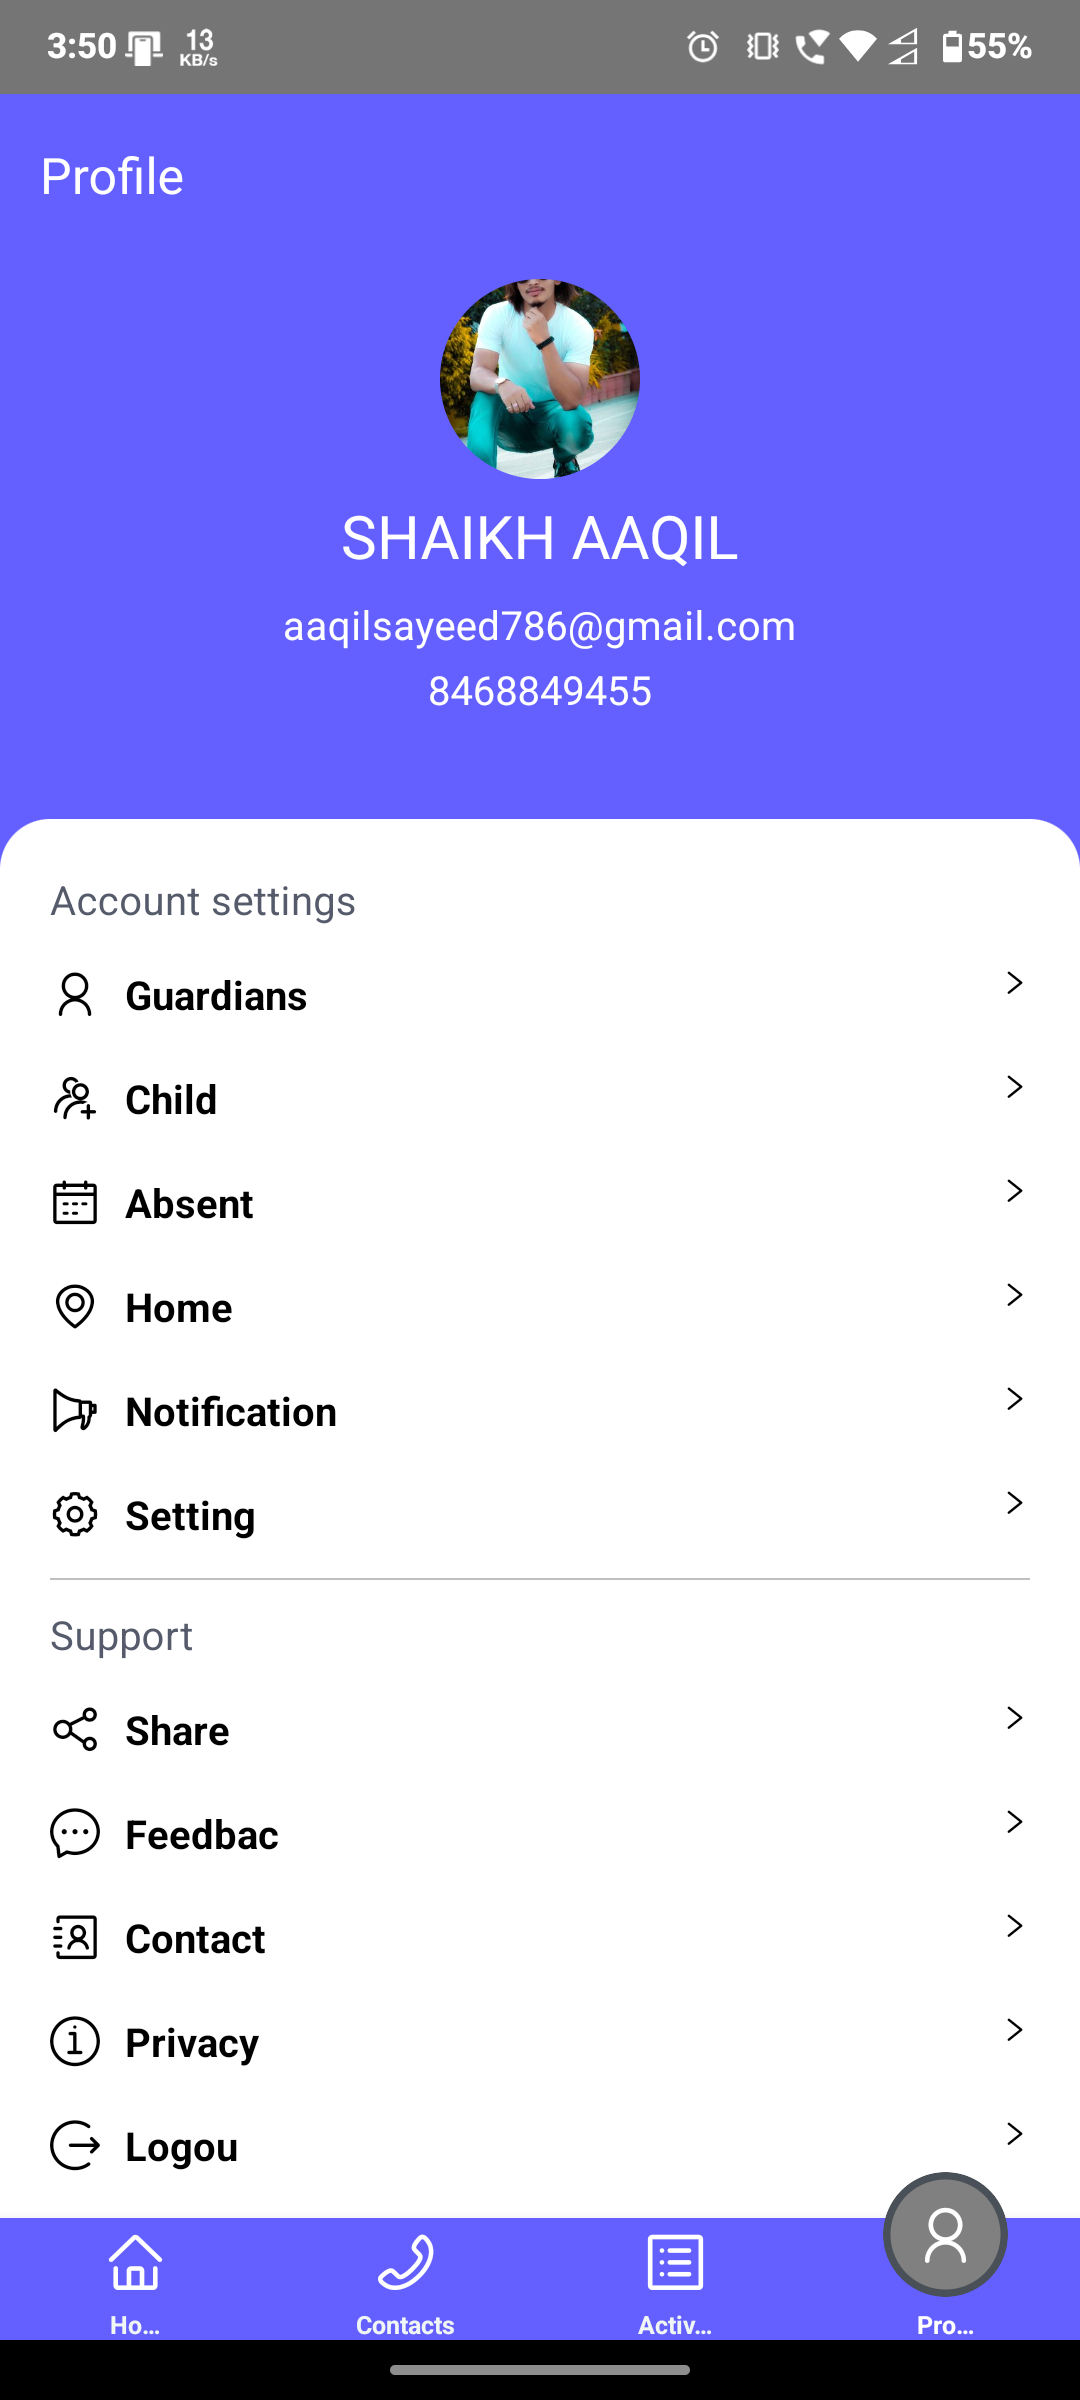 3:50 13 KB/s 55%
Profile
SHAIKH AAQIL
aaqilsayeed786@gmail.com
8468849455
Account settings
Guardians
Child
Absent
Home
Notification
Setting
Support
Share
Feedbac
Contact
Privacy
Logou
Ho... Contacts Activ... Pro...